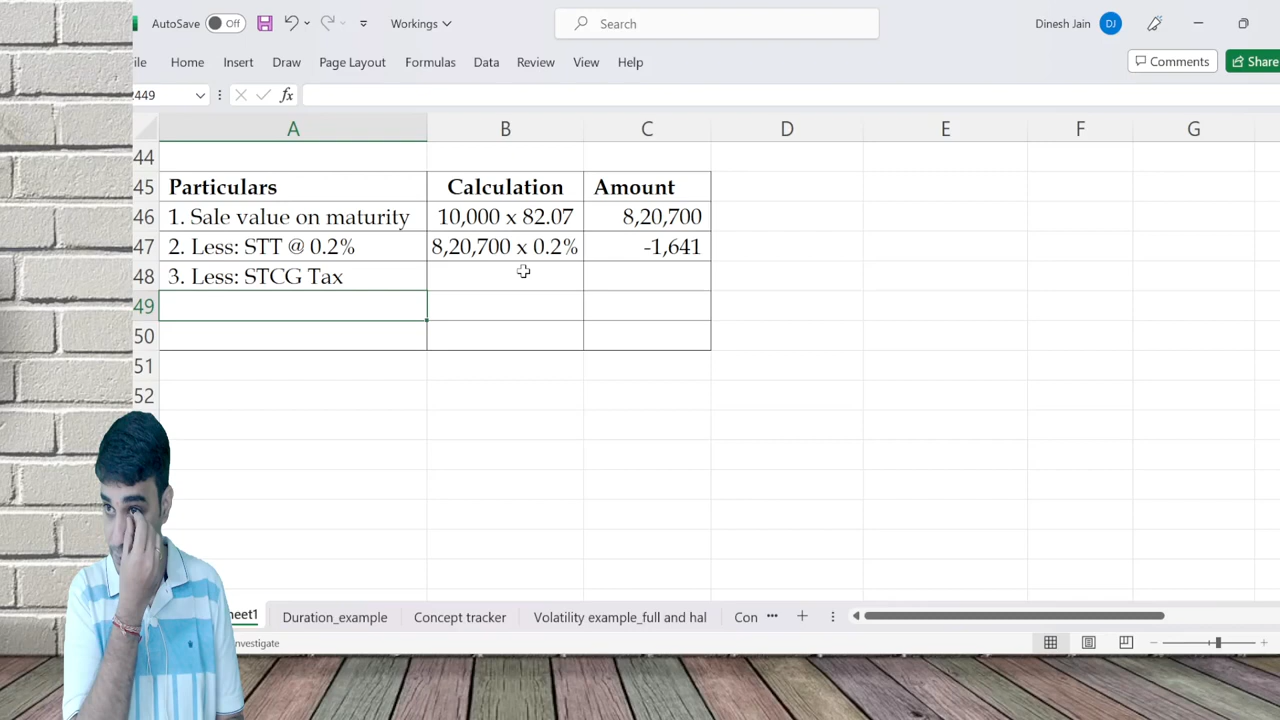 AutoSave Off Workings Search Dinesh Jain DJ
ile Home Insert Draw Page Layout Formulas Data Review View Help Comments Share
449 fx
A B C D E F G
44
45 Particulars Calculation Amount
46 1. Sale value on maturity 10,000 x 82.07 8,20,700
47 2. Less: STT @ 0.2% 8,20,700 x 0.2% -1,641
48 3. Less: STCG Tax
49
50
51
52
heet1 Duration_example Concept tracker Volatility example_full and hal Con ... +
nvestigate